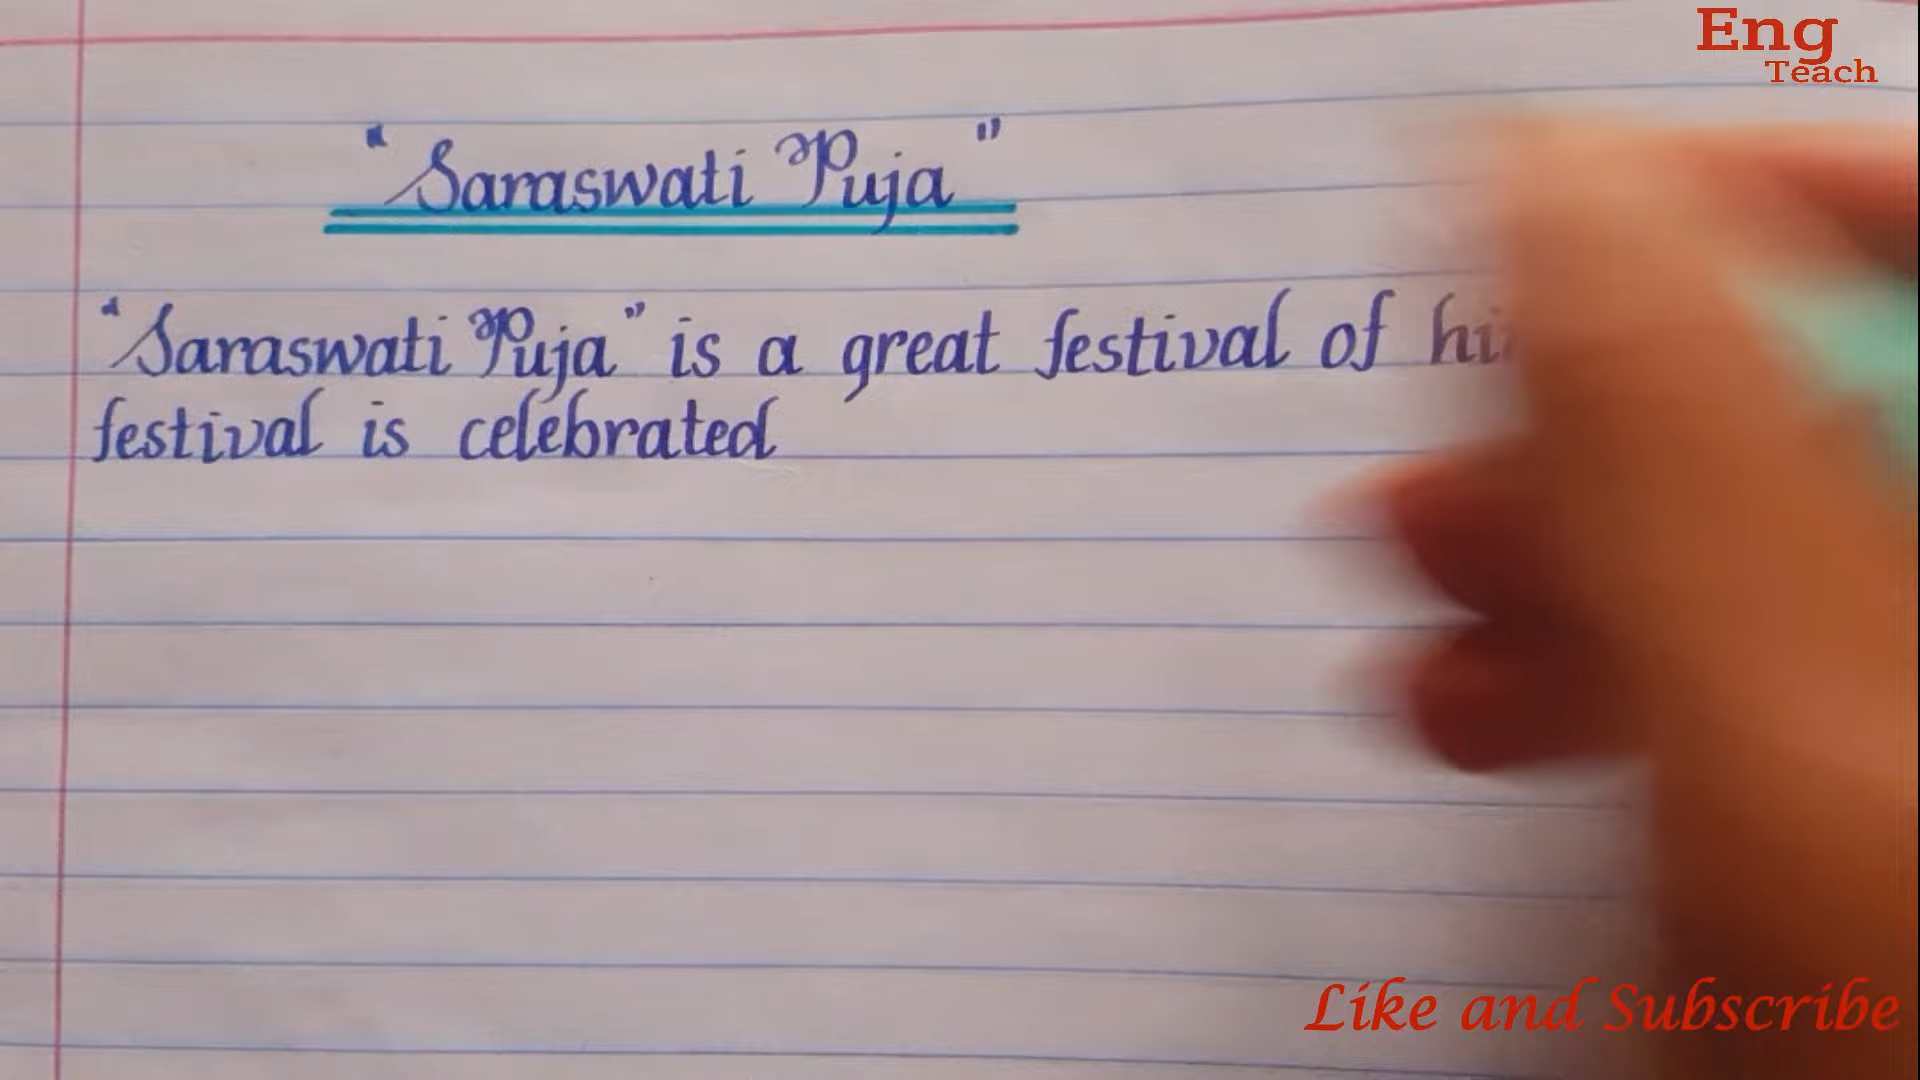 Eng
Teach
"Saraswati Puja"
"Saraswati Puja" is a great festival of
festival is celebrated
Like and Subscribe